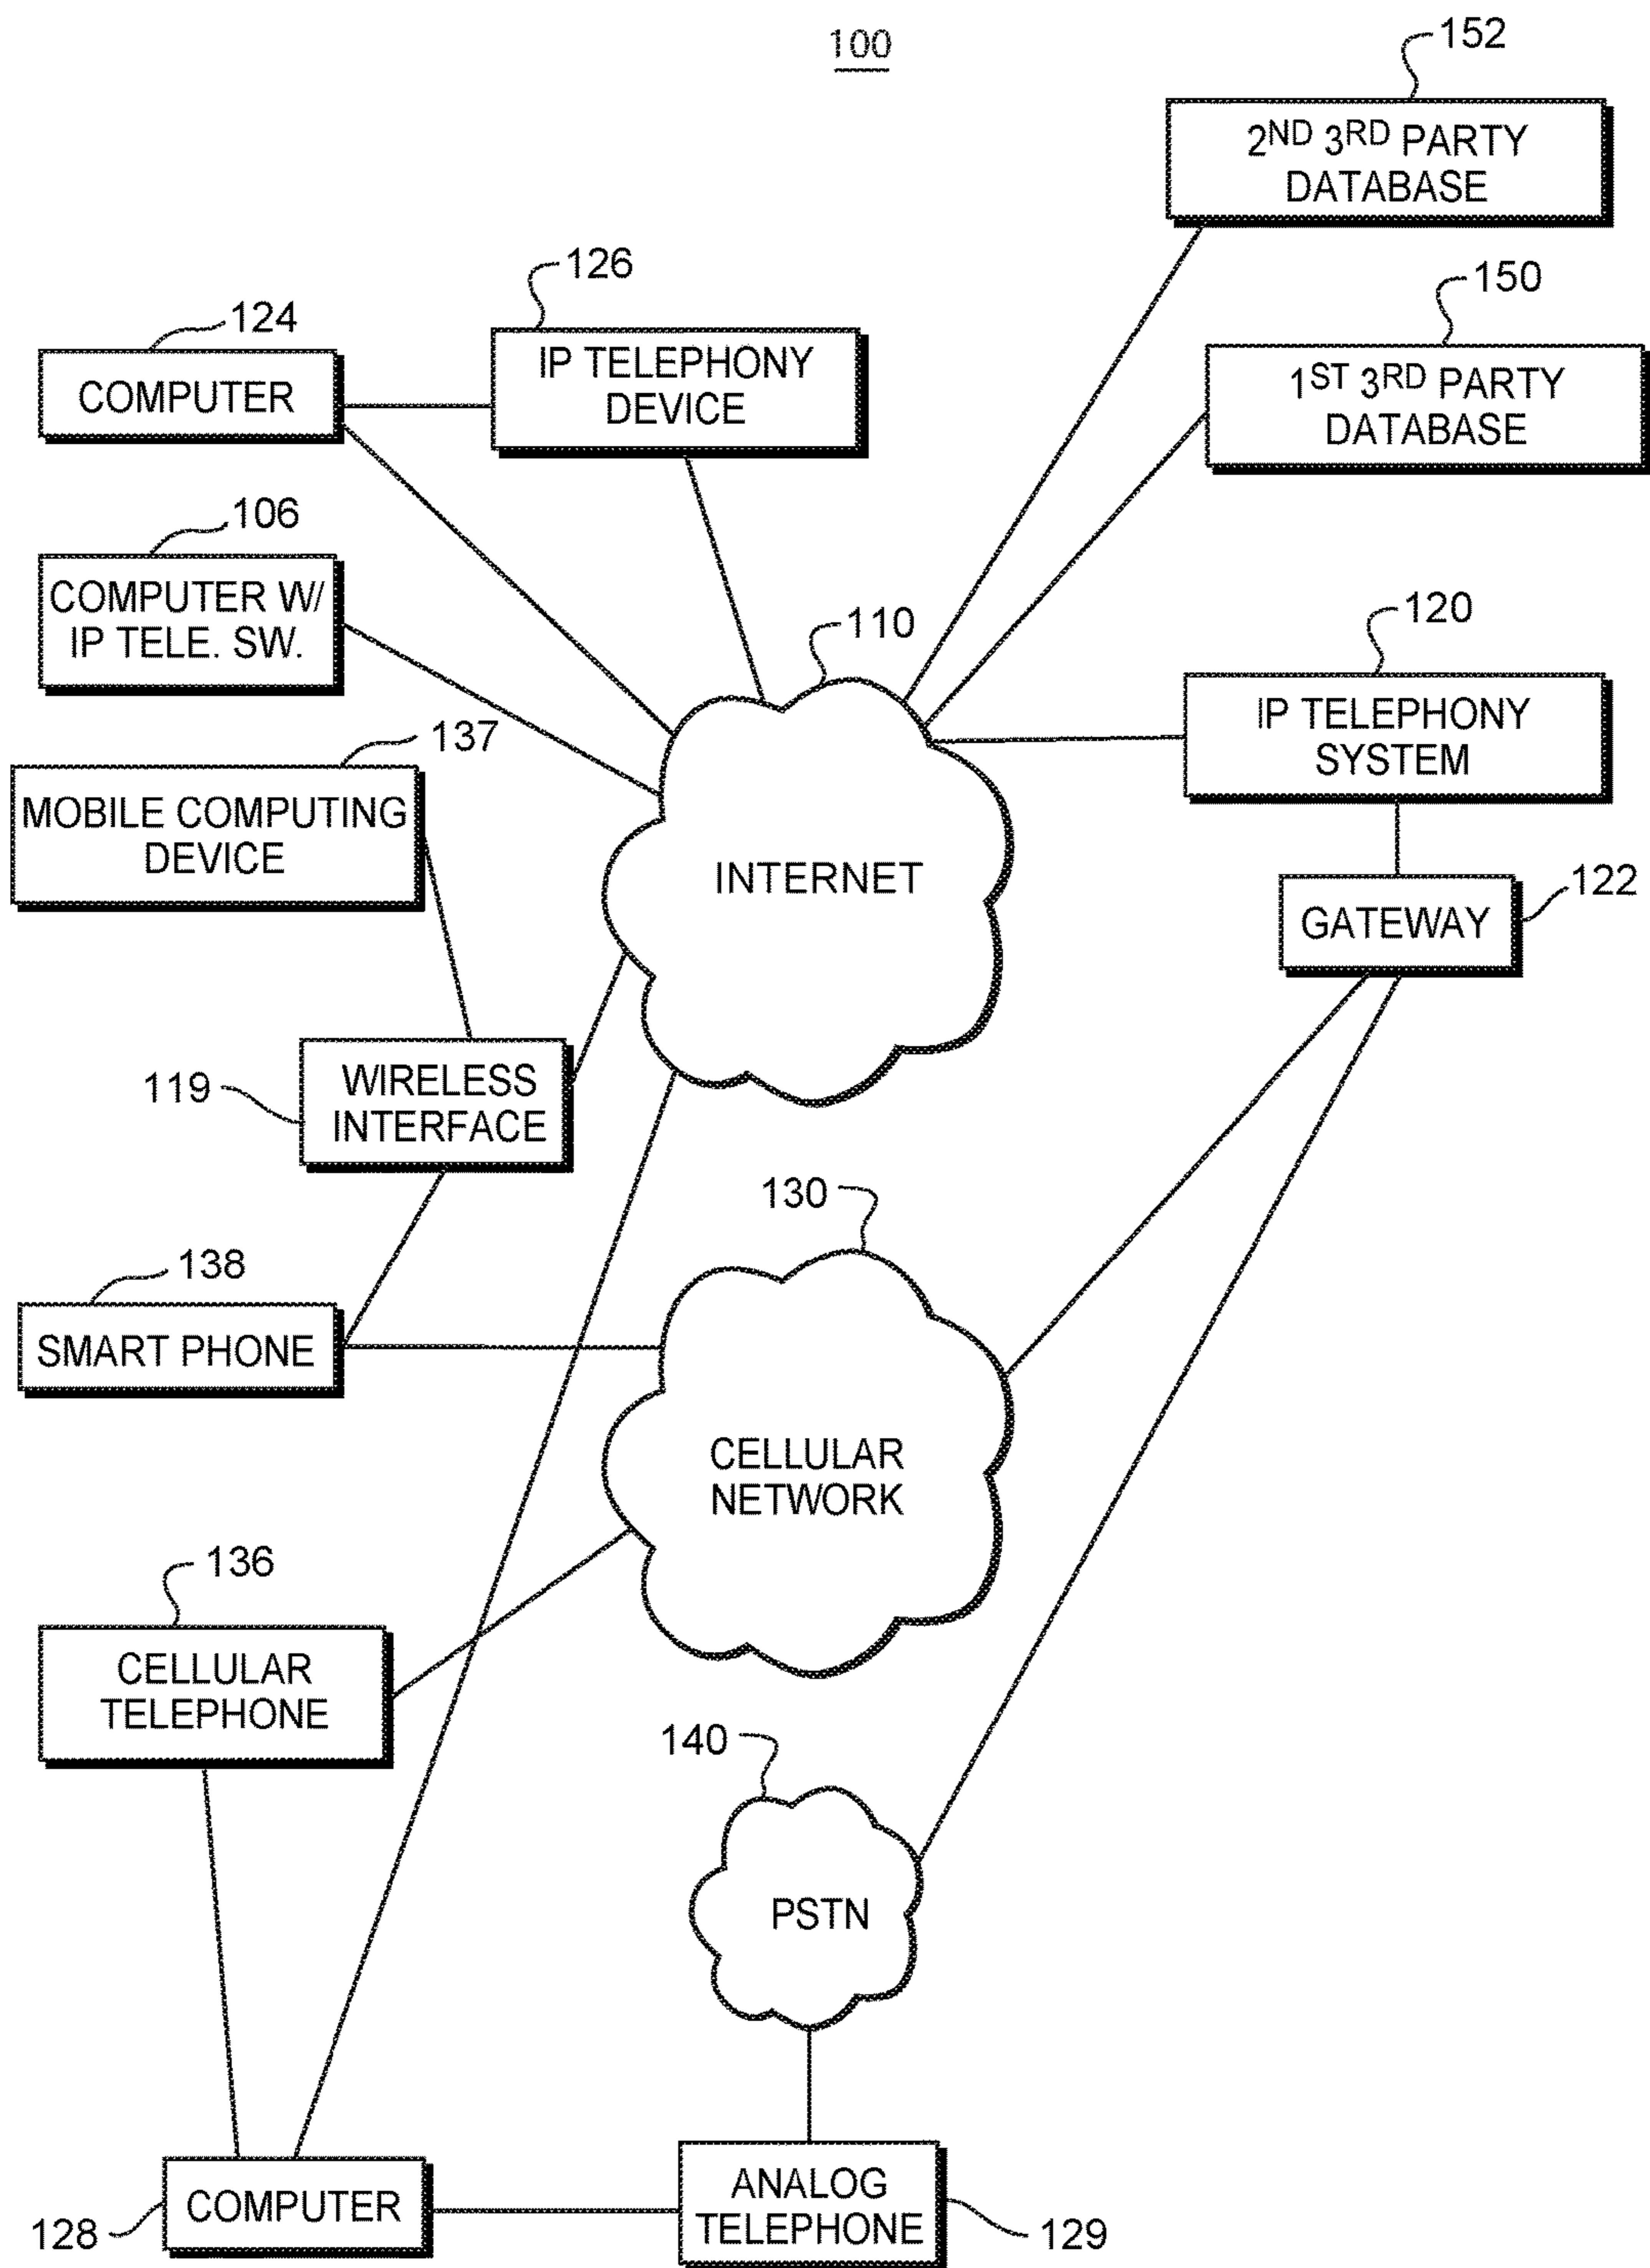 100
152
2ND 3RD PARTY
DATABASE
126
150
124
IP TELEPHONY
DEVICE
1ST 3RD PARTY
DATABASE
COMPUTER
106
COMPUTER W/
IP TELE. SW.
110
120
137
IP TELEPHONY
SYSTEM
MOBILE COMPUTING
DEVICE
INTERNET
122
GATEWAY
119
WIRELESS
INTERFACE
130
138
SMART PHONE
CELLULAR
NETWORK
136
CELLULAR
TELEPHONE
140
PSTN
COMPUTER
128
ANALOG
TELEPHONE
129